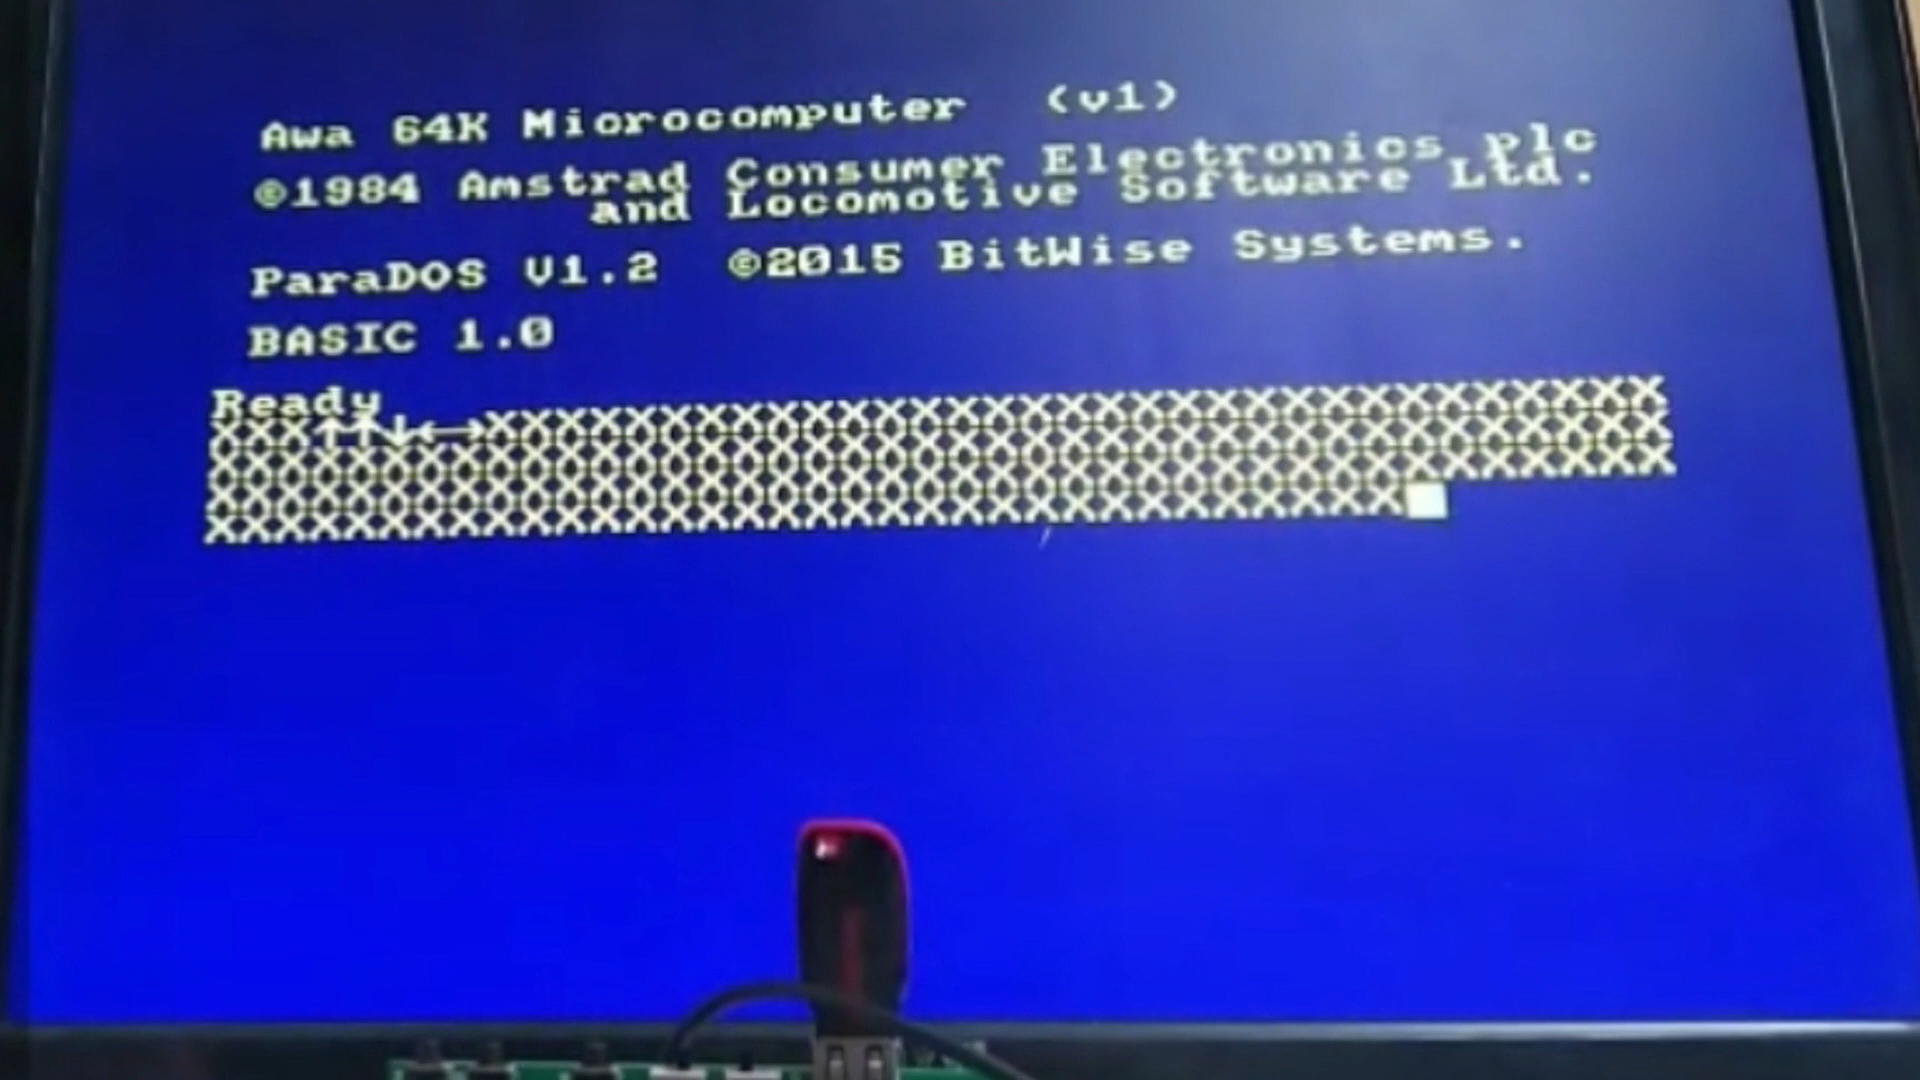 Awa 64K Microcomputer (v1)
©1984 Amstrad Consumer Electronics plc
and Locomotive Software Ltd.
ParaDOS V1.2 ©2015 BitWise Systems.
BASIC 1.0
Ready